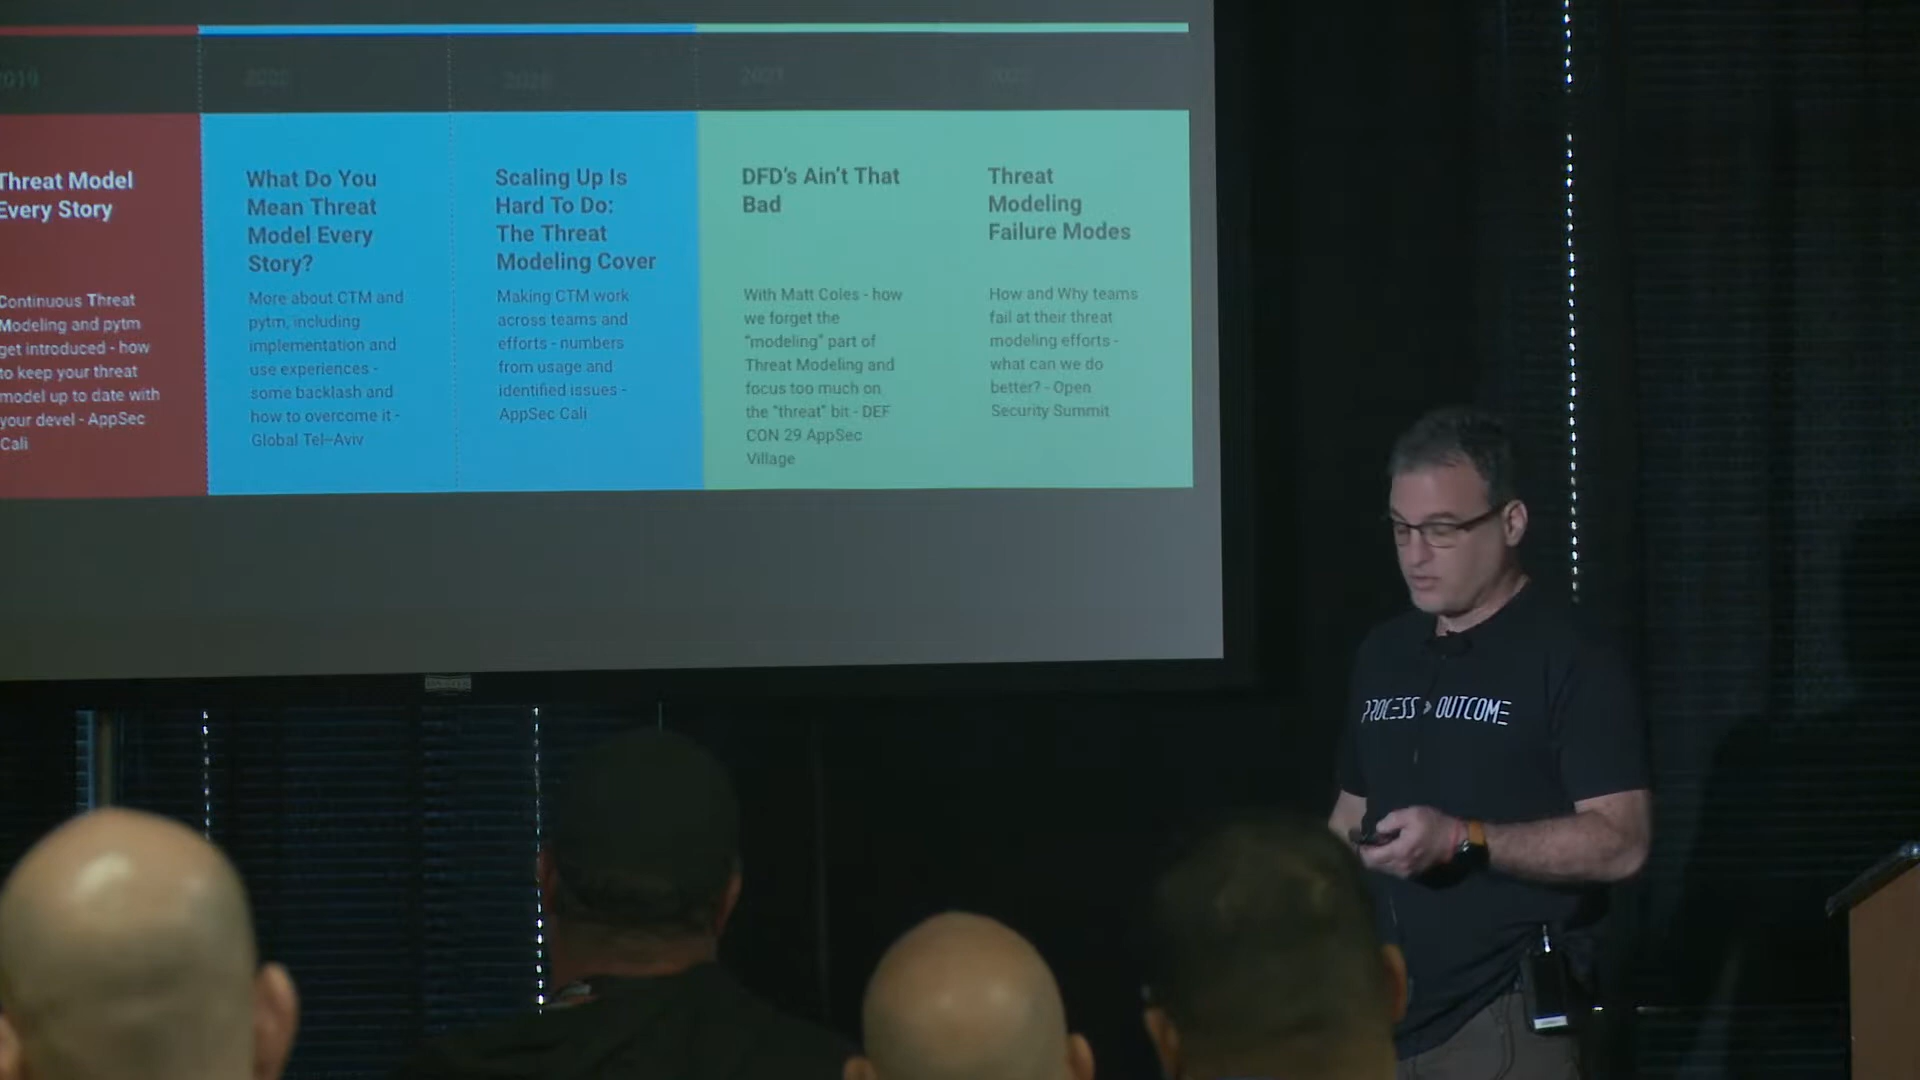 2019
2020
2020
2021
2022
Threat Model
Every Story
Continuous Threat
Modeling and pytm
get introduced - how
to keep your threat
model up to date with
your devel - AppSec
Cali
What Do You
Mean Threat
Model Every
Story?
More about CTM and
pytm, including
implementation and
use experiences -
some backlash and
how to overcome it -
Global Tel-Aviv
Scaling Up Is
Hard To Do:
The Threat
Modeling Cover
Making CTM work
across teams and
efforts - numbers
from usage and
identified issues -
AppSec Cali
DFD's Ain't That
Bad
With Matt Coles - how
we forget the
"modeling" part of
Threat Modeling and
focus too much on
the "threat" bit - DEF
CON 29 AppSec
Village
Threat
Modeling
Failure Modes
How and Why teams
fail at their threat
modeling efforts -
what can we do
better? - Open
Security Summit
PROCESS > OUTCOME